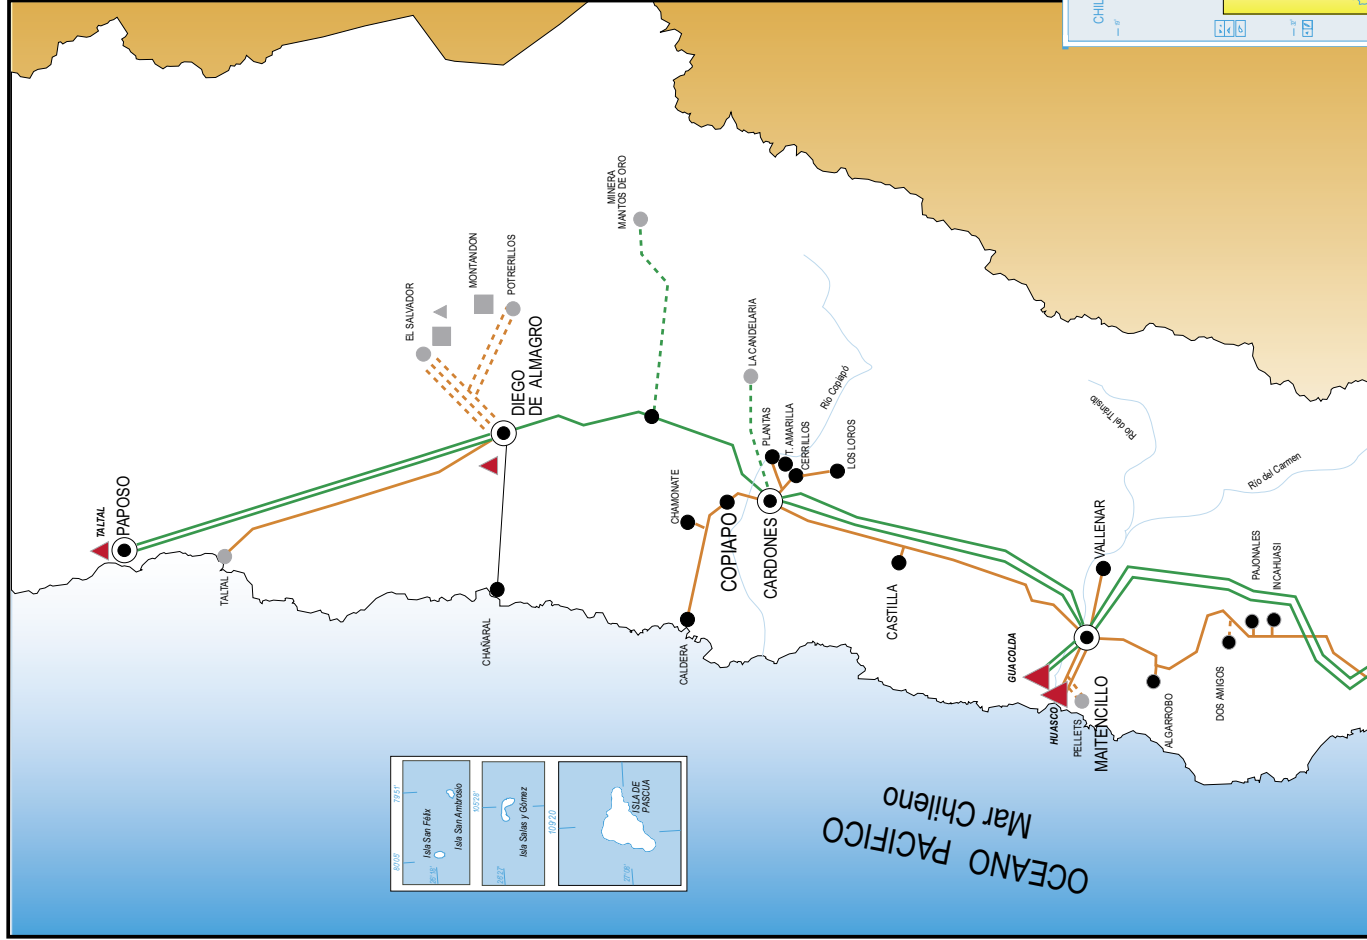 CHIL
TALTAL
PAPOSO
TALTAL
EL SALVADOR
MONTANDON
POTRERILLOS
DIEGO
DE ALMAGRO
CHAÑARAL
MINERA
MANTOS DE ORO
LA CANDELARIA
PLANTAS
T. AMARILLA
CERRILLOS
LOS LOROS
Río Copiapó
CHAMONATE
COPIAPO
CARDONES
CALDERA
CASTILLA
Río del Tránsito
Río del Carmen
VALLENAR
GUACOLDA
HUASCO
PELLETS
MAITENCILLO
ALGARROBO
DOS AMIGOS
PAJONALES
INCAHUASI
Isla San Félix
Isla San Ambrosio
Isla Salas y Gómez
ISLA DE
PASCUA
OCEANO PACIFICO
Mar Chileno